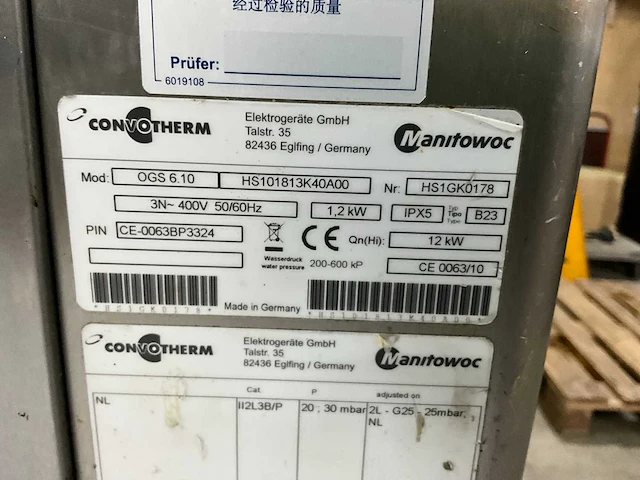 经过检验的质量
Prüfer:
6019108
CONVOTHERM
Elektrogeräte GmbH
Talstr. 35
82436 Eglfing / Germany
Manitowoc
Mod: OGS 6.10 HS101813K40A00 Nr: HS1GK0178
3N~ 400V 50/60Hz 1,2 kW IPX5 Typ Tipo Type B23
PIN CE-0063BP3324 CE Qn(Hi): 12 kW
Wasserdruck
water pressure 200-600 kP CE 0063/10
*HS1GK0178* Made in Germany *HS101813K40A00*
CONVOTHERM
Elektrogeräte GmbH
Talstr. 35
82436 Eglfing / Germany
Manitowoc
Cat. P adjusted on
NL II2L3B/P 20 ; 30 mbar 2L - G25 - 25mbar;
NL